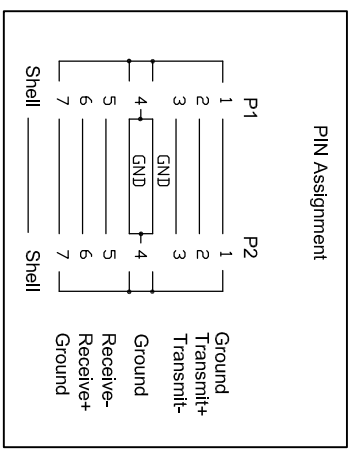 PIN Assignment
P1 P2
1 1 Ground
2 2 Transmit+
3 3 Transmit-
GND
4 4 Ground
GND
5 5 Receive-
6 6 Receive+
7 7 Ground
Shell Shell